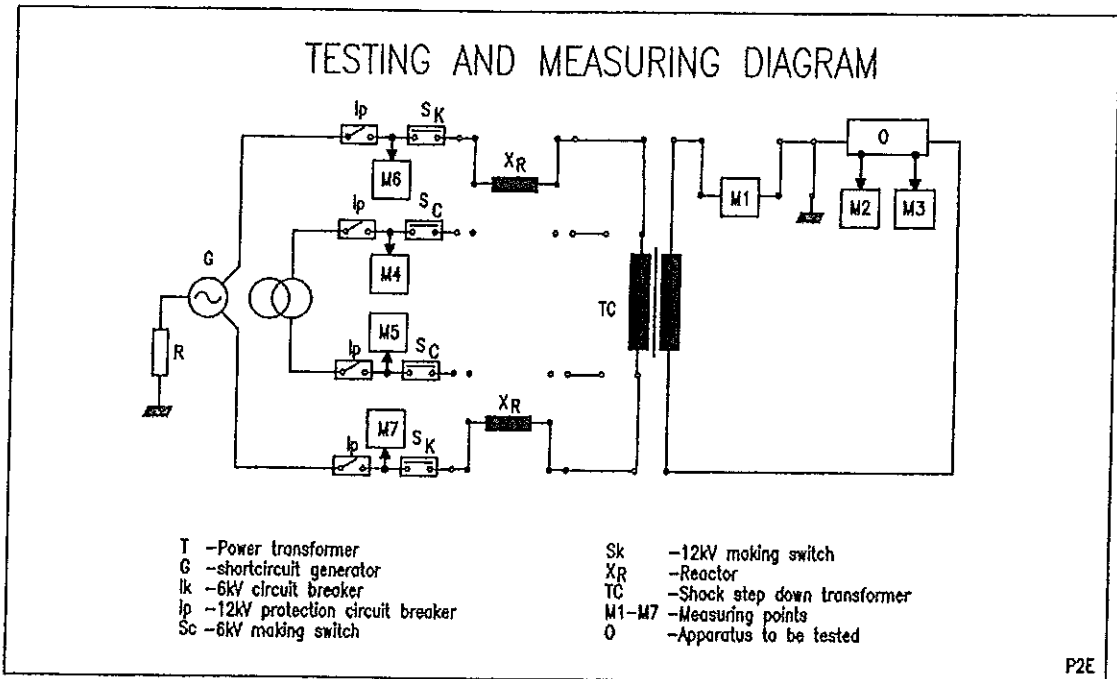 TESTING AND MEASURING DIAGRAM
Ip
SK
M6
XR
Ip
SC
M4
G
R
M5
Ip
SC
M7
Ip
SK
XR
TC
M1
O
M2
M3
T -Power transformer
G -shortcircuit generator
Ik -6kV circuit breaker
Ip -12kV protection circuit breaker
Sc -6kV making switch
Sk -12kV making switch
XR -Reactor
TC -Shock step down transformer
M1-M7 -Measuring points
O -Apparatus to be tested
P2E